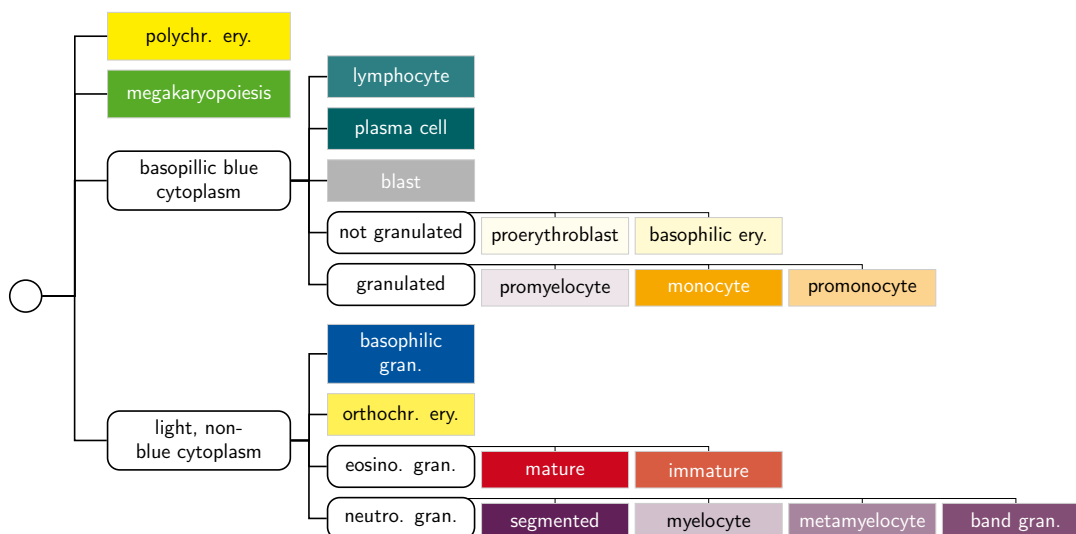 polychr. ery.
megakaryopoiesis
lymphocyte
plasma cell
basopillic blue
cytoplasm
blast
not granulated
proerythroblast
basophilic ery.
granulated
promyelocyte
monocyte
promonocyte
basophilic
gran.
orthochr. ery.
light, non-
blue cytoplasm
eosino. gran.
mature
immature
neutro. gran.
segmented
myelocyte
metamyelocyte
band gran.